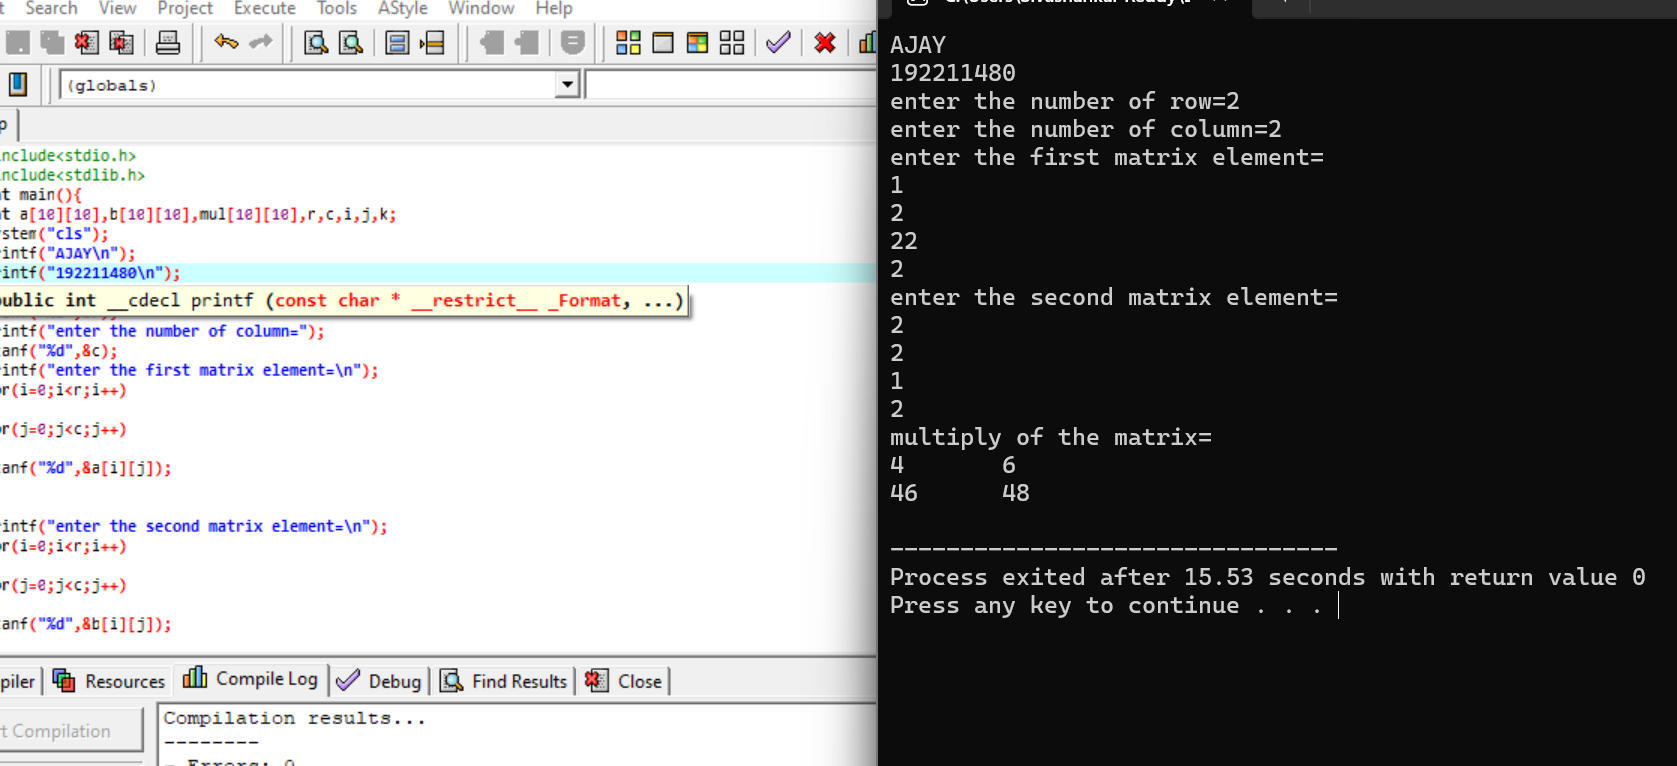 Search View Project Execute Tools AStyle Window Help
(globals)
nclude<stdio.h>
nclude<stdlib.h>
t main(){
t a[10][10],b[10][10],mul[10][10],r,c,i,j,k;
stem("cls");
intf("AJAY\n");
intf("192211480\n");
public int __cdecl printf (const char * __restrict__ _Format, ...)
intf("enter the number of column=");
anf("%d",&c);
intf("enter the first matrix element=\n");
r(i=0;i<r;i++)
r(j=0;j<c;j++)
anf("%d",&a[i][j]);
intf("enter the second matrix element=\n");
r(i=0;i<r;i++)
r(j=0;j<c;j++)
anf("%d",&b[i][j]);
piler Resources Compile Log Debug Find Results Close
t Compilation
Compilation results...
--------
- Errors: 0
AJAY
192211480
enter the number of row=2
enter the number of column=2
enter the first matrix element=
1
2
22
2
enter the second matrix element=
2
2
1
2
multiply of the matrix=
4 6
46 48
--------------------------------
Process exited after 15.53 seconds with return value 0
Press any key to continue . . .